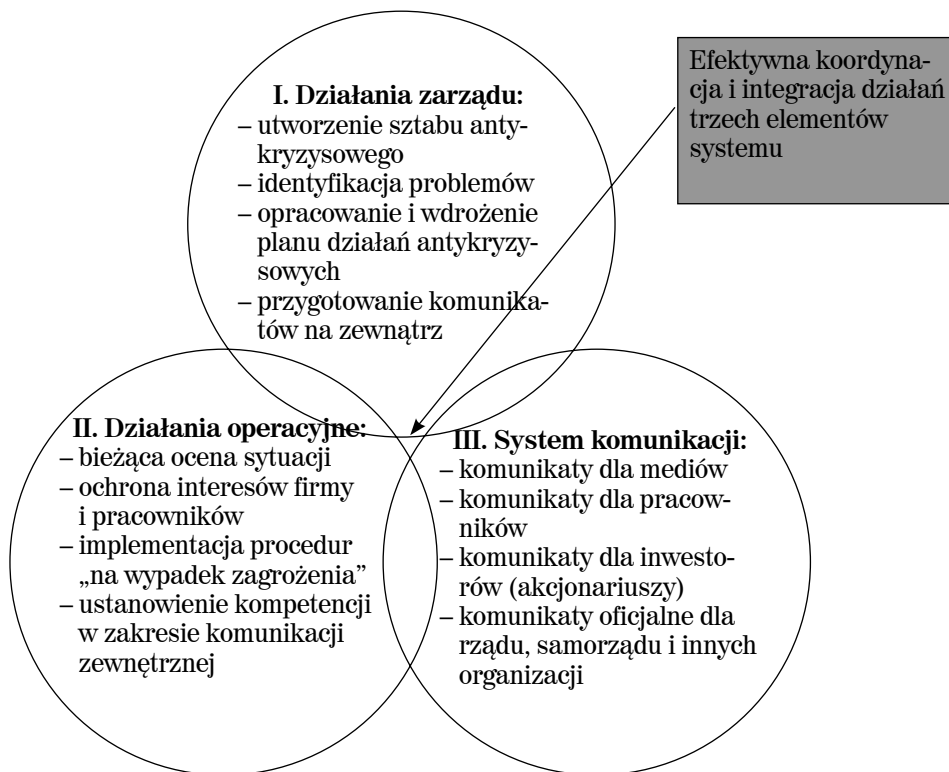 I. Działania zarządu:
– utworzenie sztabu anty-
kryzysowego
– identyfikacja problemów
– opracowanie i wdrożenie
planu działań antykryzy-
sowych
– przygotowanie komunika-
tów na zewnątrz
Efektywna koordyna-
cja i integracja działań
trzech elementów
systemu
II. Działania operacyjne:
– bieżąca ocena sytuacji
– ochrona interesów firmy
i pracowników
– implementacja procedur
„na wypadek zagrożenia”
– ustanowienie kompetencji
w zakresie komunikacji
zewnętrznej
III. System komunikacji:
– komunikaty dla mediów
– komunikaty dla pracow-
ników
– komunikaty dla inwesto-
rów (akcjonariuszy)
– komunikaty oficjalne dla
rządu, samorządu i innych
organizacji